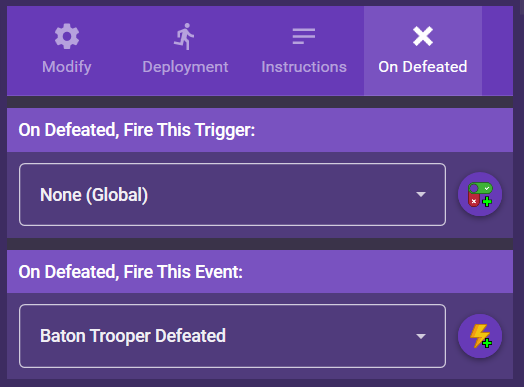 Modify
Deployment
Instructions
On Defeated
On Defeated, Fire This Trigger:
None (Global)
On Defeated, Fire This Event:
Baton Trooper Defeated